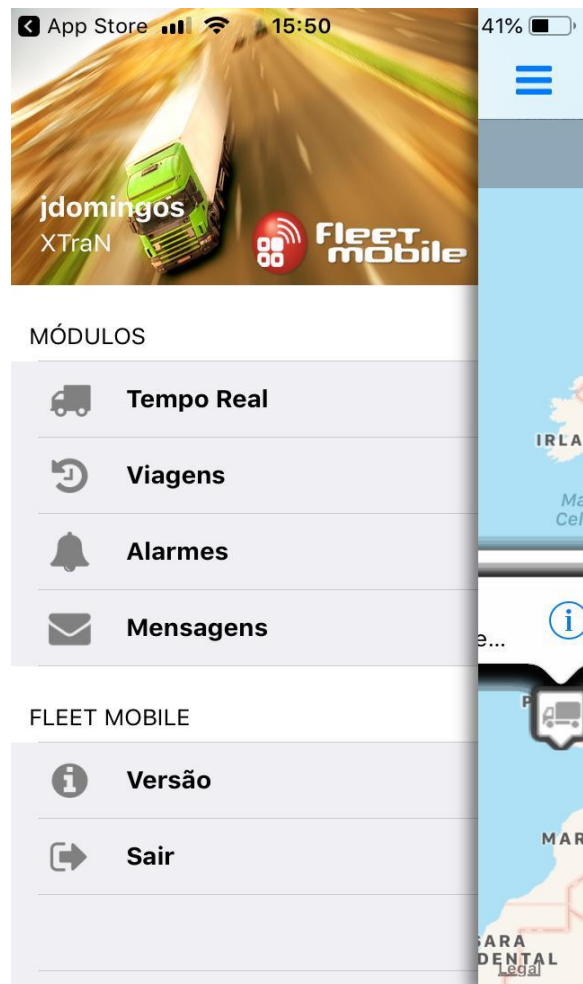 App Store 15:50 41%
jdomingos
XTraN
Fleet mobile
MÓDULOS
Tempo Real
Viagens
Alarmes
Mensagens
FLEET MOBILE
Versão
Sair
IRLA
Ma
Cel
e...
P
MAR
SARA
DENTAL
Legal